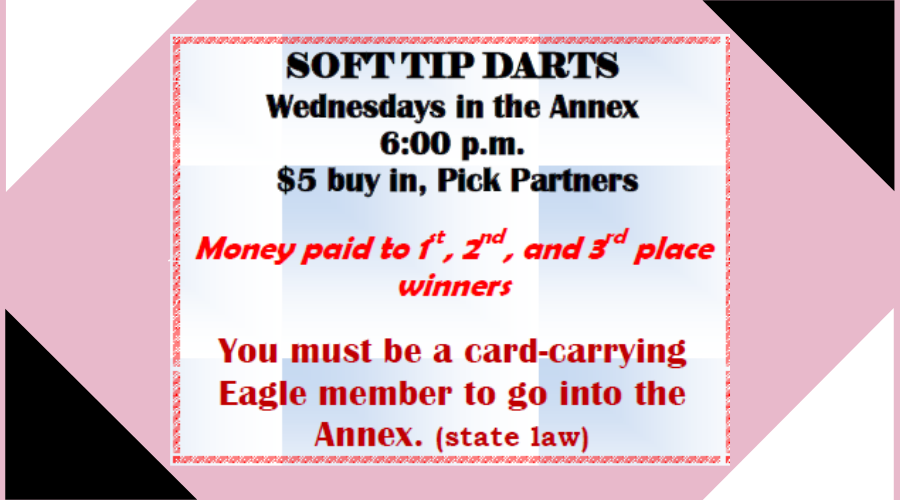 SOFT TIP DARTS
Wednesdays in the Annex
6:00 p.m.
$5 buy in, Pick Partners
Money paid to 1st, 2nd, and 3rd place
winners
You must be a card-carrying
Eagle member to go into the
Annex. (state law)